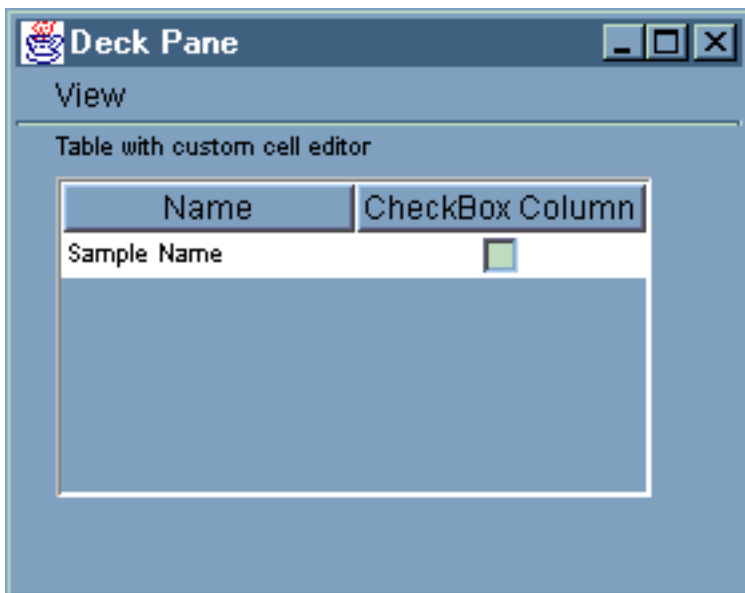 Deck Pane
View
Table with custom cell editor
Name CheckBox Column
Sample Name